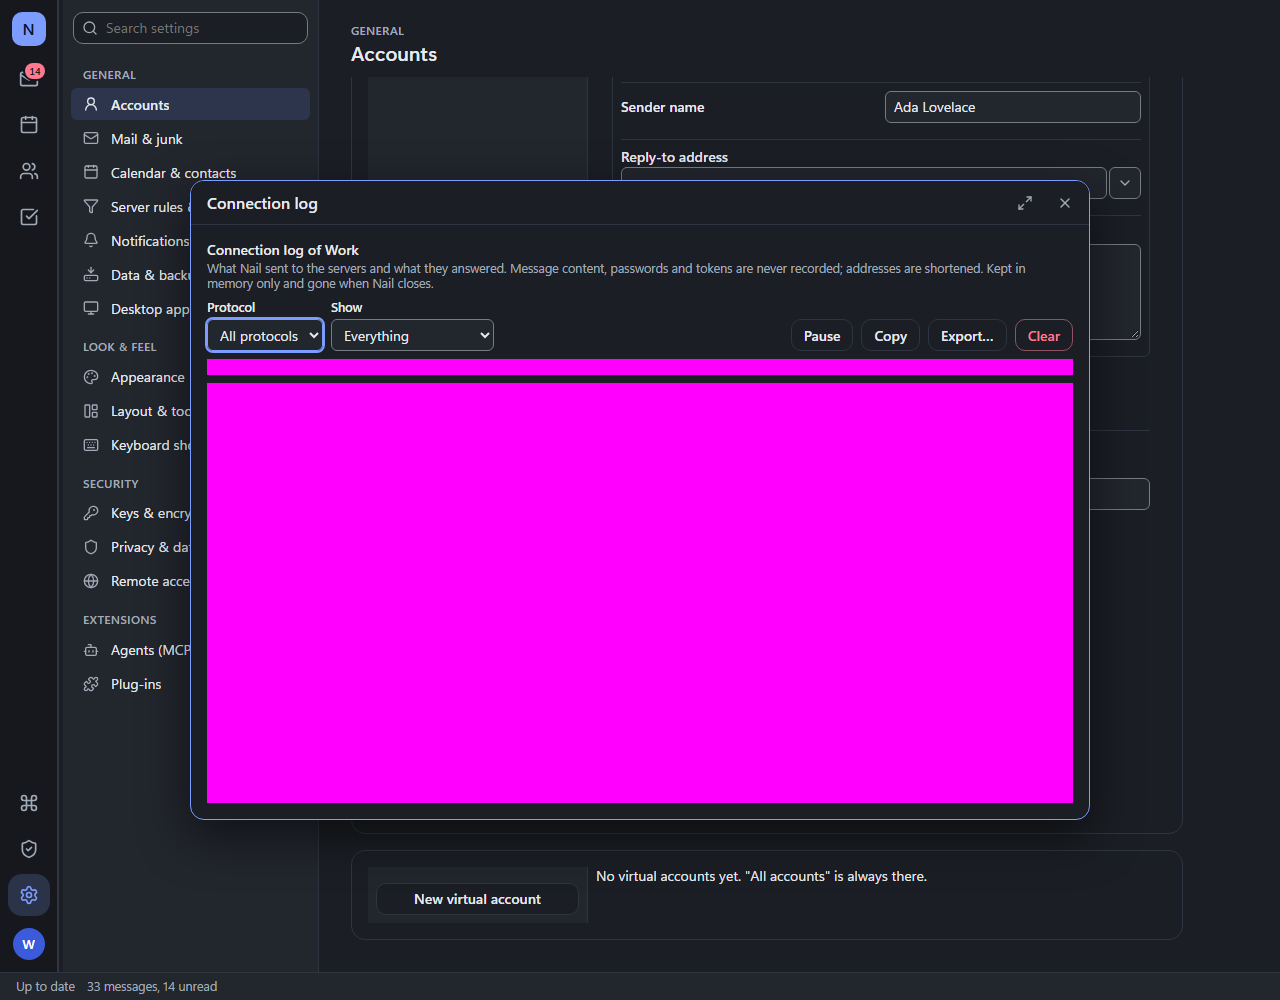 N
Search settings
14
GENERAL
Accounts
Mail & junk
Calendar & contacts
Server rules
Notifications
Data & back
Desktop app
LOOK & FEEL
Appearance
Layout & too
Keyboard sh
SECURITY
Keys & encry
Privacy & da
Remote acce
EXTENSIONS
Agents (MCP
Plug-ins
W
GENERAL
Accounts
Sender name
Ada Lovelace
Reply-to address
Connection log
Connection log of Work
What Nail sent to the servers and what they answered. Message content, passwords and tokens are never recorded; addresses are shortened. Kept in
memory only and gone when Nail closes.
Protocol
Show
All protocols
Everything
Pause
Copy
Export...
Clear
New virtual account
No virtual accounts yet. "All accounts" is always there.
Up to date
33 messages, 14 unread